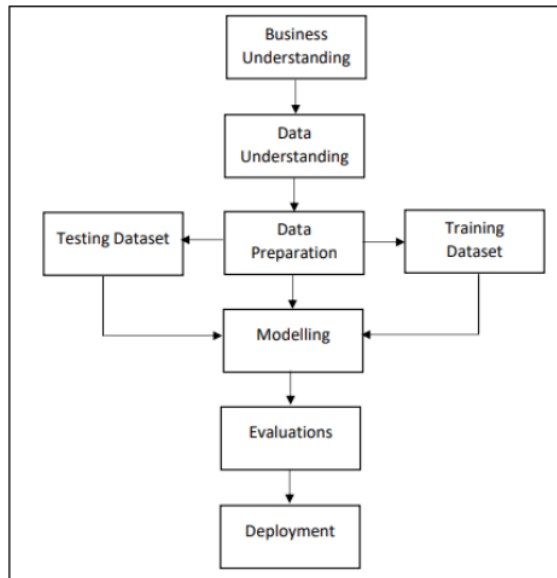 Business
Understanding
Data
Understanding
Testing Dataset
Data
Preparation
Training
Dataset
Modelling
Evaluations
Deployment